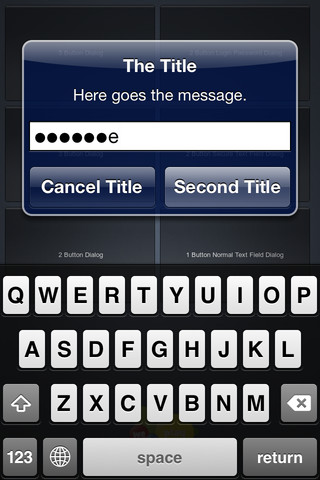 The Title
Here goes the message.
●●●●●●e
Cancel Title
Second Title
2 Button Dialog
1 Button Normal Text Field Dialog
Q W E R T Y U I O P
A S D F G H J K L
Z X C V B N M
123
space
return